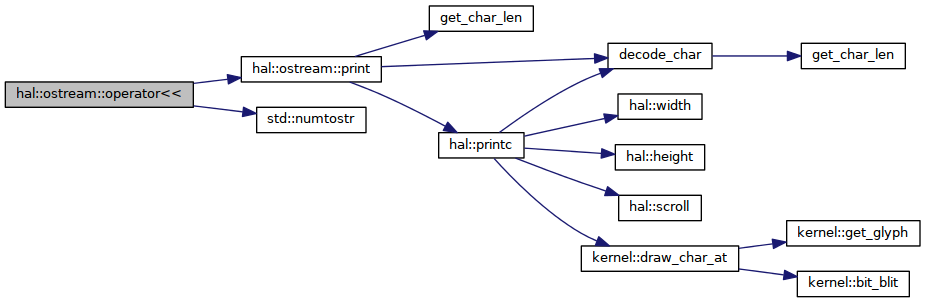 get_char_len
decode_char
get_char_len
hal::ostream::print
hal::ostream::operator<<
hal::width
std::numtostr
hal::printc
hal::height
hal::scroll
kernel::get_glyph
kernel::draw_char_at
kernel::bit_blit